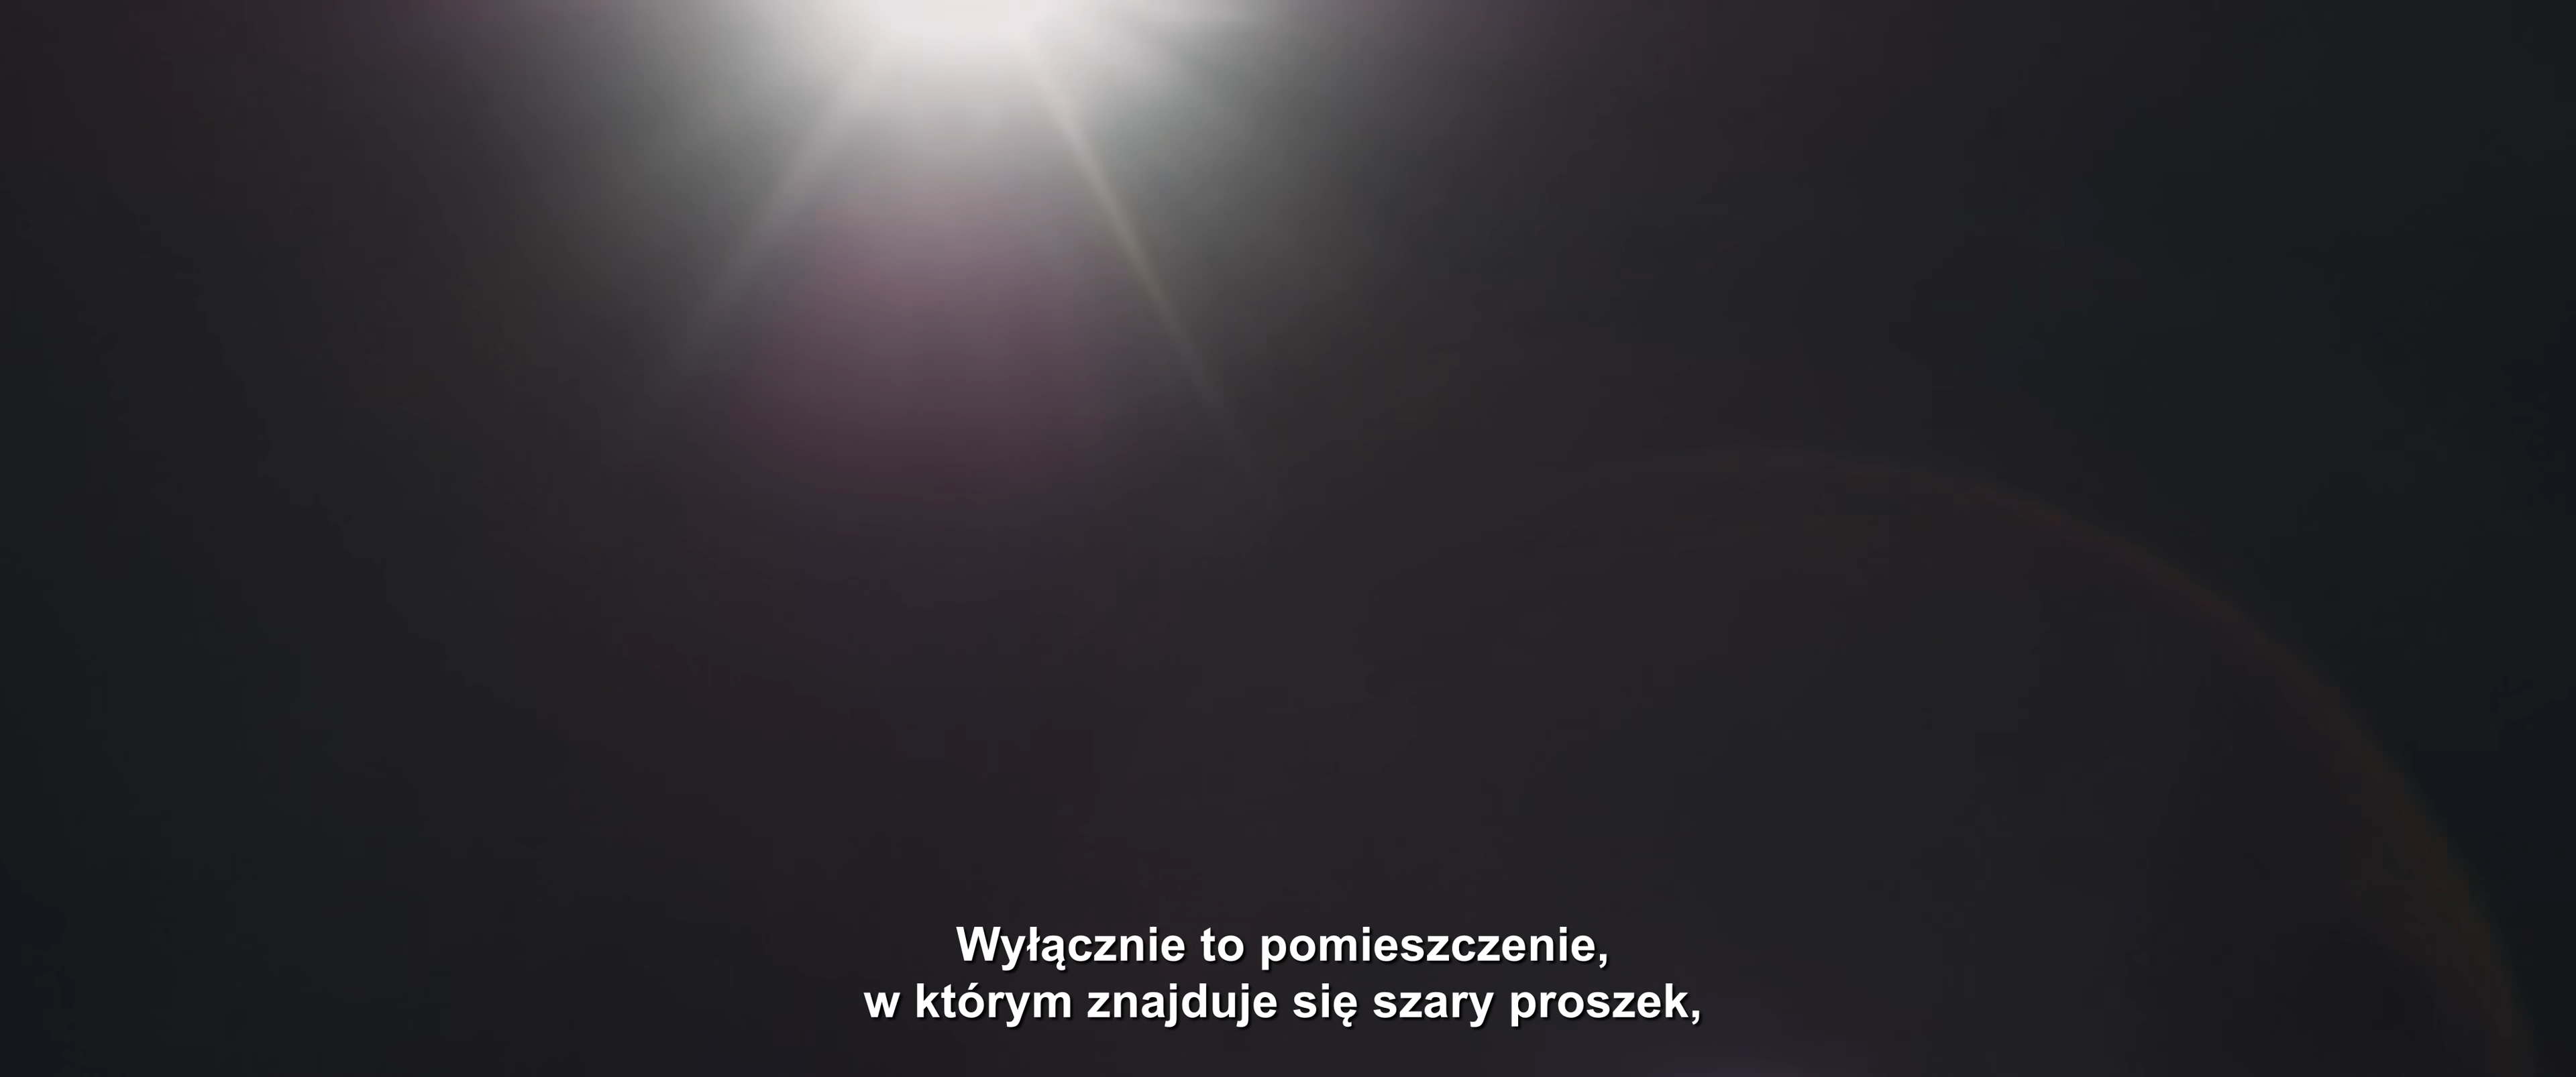 Wyłącznie to pomieszczenie,
w którym znajduje się szary proszek,